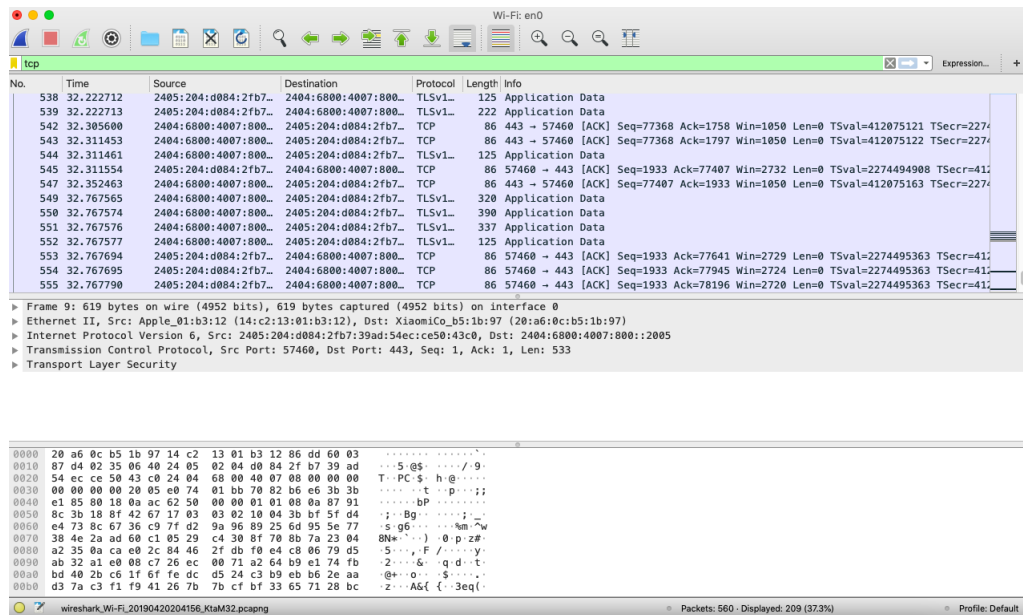 Wi-Fi: en0
tcp
Expression...
+
No. Time Source Destination Protocol Length Info
538 32.222712 2405:204:d084:2fb7… 2404:6800:4007:800… TLSv1… 125 Application Data
539 32.222713 2405:204:d084:2fb7… 2404:6800:4007:800… TLSv1… 222 Application Data
542 32.305600 2404:6800:4007:800… 2405:204:d084:2fb7… TCP 86 443 → 57460 [ACK] Seq=77368 Ack=1758 Win=1050 Len=0 TSval=412075121 TSecr=2274
543 32.311453 2404:6800:4007:800… 2405:204:d084:2fb7… TCP 86 443 → 57460 [ACK] Seq=77368 Ack=1797 Win=1050 Len=0 TSval=412075122 TSecr=2274
544 32.311461 2404:6800:4007:800… 2405:204:d084:2fb7… TLSv1… 125 Application Data
545 32.311554 2405:204:d084:2fb7… 2404:6800:4007:800… TCP 86 57460 → 443 [ACK] Seq=1933 Ack=77407 Win=2732 Len=0 TSval=2274494908 TSecr=412
547 32.352463 2404:6800:4007:800… 2405:204:d084:2fb7… TCP 86 443 → 57460 [ACK] Seq=77407 Ack=1933 Win=1050 Len=0 TSval=412075163 TSecr=2274
549 32.767565 2404:6800:4007:800… 2405:204:d084:2fb7… TLSv1… 320 Application Data
550 32.767574 2404:6800:4007:800… 2405:204:d084:2fb7… TLSv1… 390 Application Data
551 32.767576 2404:6800:4007:800… 2405:204:d084:2fb7… TLSv1… 337 Application Data
552 32.767577 2404:6800:4007:800… 2405:204:d084:2fb7… TLSv1… 125 Application Data
553 32.767694 2405:204:d084:2fb7… 2404:6800:4007:800… TCP 86 57460 → 443 [ACK] Seq=1933 Ack=77641 Win=2729 Len=0 TSval=2274495363 TSecr=412
554 32.767695 2405:204:d084:2fb7… 2404:6800:4007:800… TCP 86 57460 → 443 [ACK] Seq=1933 Ack=77945 Win=2724 Len=0 TSval=2274495363 TSecr=412
555 32.767790 2405:204:d084:2fb7… 2404:6800:4007:800… TCP 86 57460 → 443 [ACK] Seq=1933 Ack=78196 Win=2720 Len=0 TSval=2274495363 TSecr=412
Frame 9: 619 bytes on wire (4952 bits), 619 bytes captured (4952 bits) on interface 0
Ethernet II, Src: Apple_01:b3:12 (14:c2:13:01:b3:12), Dst: XiaomiCo_b5:1b:97 (20:a6:0c:b5:1b:97)
Internet Protocol Version 6, Src: 2405:204:d084:2fb7:39ad:54ec:ce50:43c0, Dst: 2404:6800:4007:800::2005
Transmission Control Protocol, Src Port: 57460, Dst Port: 443, Seq: 1, Ack: 1, Len: 533
Transport Layer Security
0000 20 a6 0c b5 1b 97 14 c2 13 01 b3 12 86 dd 60 03 ·············`·
0010 87 d4 02 35 06 40 24 05 02 04 d0 84 2f b7 39 ad ···5·@$·····/·9·
0020 54 ec ce 50 43 c0 24 04 68 00 40 07 08 00 00 00 T··PC·$·h·@·····
0030 00 00 00 00 20 05 e0 74 01 bb 70 82 b6 e6 3b 3b ···· ··t··p···;;
0040 e1 85 80 18 0a ac 62 50 00 00 01 01 08 0a 87 91 ······bP········
0050 8c 3b 18 8f 42 67 17 03 03 02 10 04 3b bf 5f d4 ·;··Bg······;·_·
0060 e4 73 8c 67 36 c9 7f d2 9a 96 89 25 6d 95 5e 77 ·s·g6······%m·^w
0070 38 4e 2a ad 60 c1 05 29 c4 30 8f 70 8b 7a 23 04 8N*·`··)·0·p·z#·
0080 a2 35 0a ca e0 2c 84 46 2f db f0 e4 c8 06 79 d5 ·5···,·F/·····y·
0090 ab 32 a1 e0 08 c7 26 ec 00 71 a2 64 b9 e1 74 fb ·2····&··q·d··t·
00a0 bd 40 2b c6 1f 6f fe dc d5 24 c3 b9 eb b6 2e aa ·@+··o···$····.·
00b0 d3 7a c3 f1 f9 41 26 7b 7b cf bf 33 65 71 28 bc ·z···A&{{··3eq(·
wireshark_Wi-Fi_20190420204156_KtaM32.pcapng
Packets: 560 · Displayed: 209 (37.3%)
Profile: Default